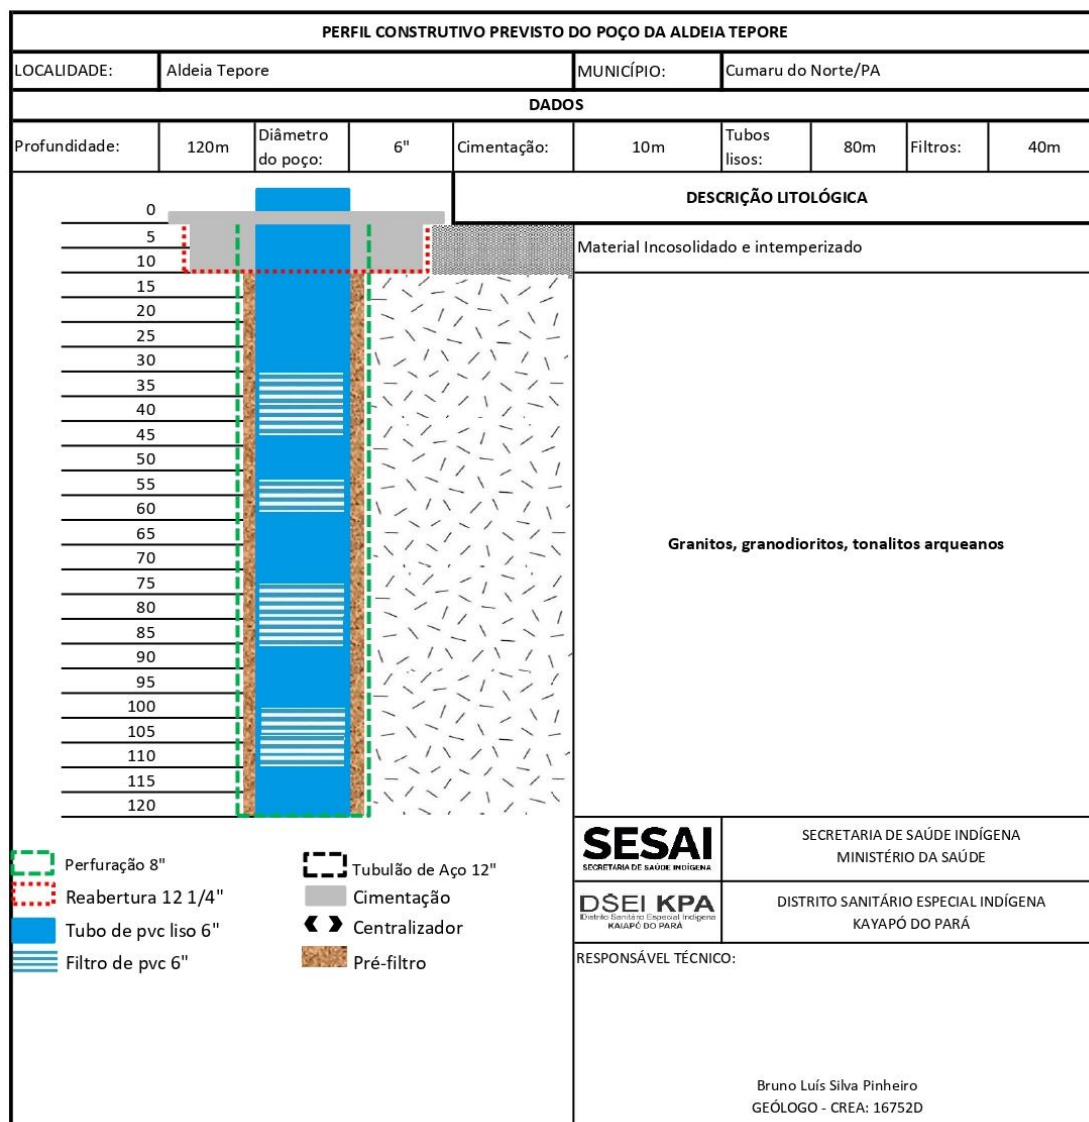 PERFIL CONSTRUTIVO PREVISTO DO POÇO DA ALDEIA TEPORE
LOCALIDADE: Aldeia Tepore MUNICÍPIO: Cumaru do Norte/PA
DADOS
Profundidade: 120m Diâmetro do poço: 6" Cimentação: 10m Tubos lisos: 80m Filtros: 40m
DESCRIÇÃO LITOLÓGICA
0
5
10
15
20
25
30
35
40
45
50
55
60
65
70
75
80
85
90
95
100
105
110
115
120
Material Incosolidado e intemperizado
Granitos, granodioritos, tonalitos arqueanos
Perfuração 8"
Reabertura 12 1/4"
Tubo de pvc liso 6"
Filtro de pvc 6"
Tubulão de Aço 12"
Cimentação
Centralizador
Pré-filtro
SESAI
SECRETARIA DE SAÚDE INDÍGENA
SECRETARIA DE SAÚDE INDÍGENA
MINISTÉRIO DA SAÚDE
DSEI KPA
Distrito Sanitário Especial Indígena
KAIAPÓ DO PARÁ
DISTRITO SANITÁRIO ESPECIAL INDÍGENA
KAYAPÓ DO PARÁ
RESPONSÁVEL TÉCNICO:
Bruno Luís Silva Pinheiro
GEÓLOGO - CREA: 16752D